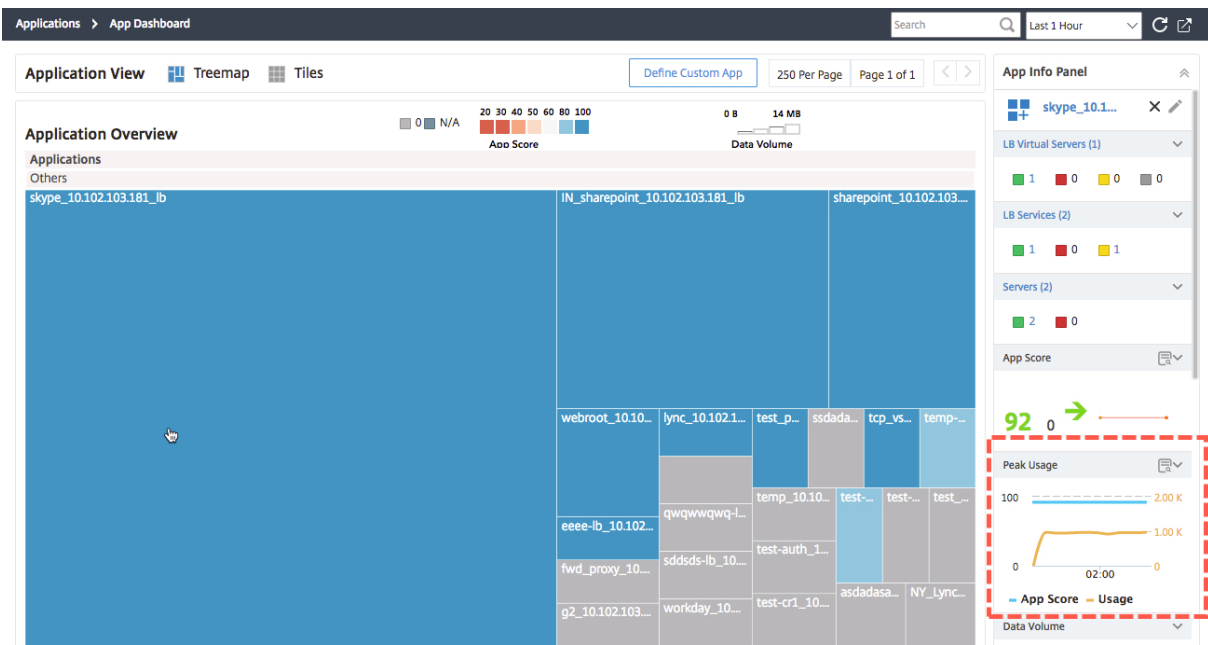 Applications > App Dashboard
Search
Last 1 Hour
Application View Treemap Tiles
Define Custom App
250 Per Page Page 1 of 1
Application Overview
0 N/A
20 30 40 50 60 80 100
App Score
0 B 14 MB
Data Volume
Applications
Others
skype_10.102.103.181_lb
IN_sharepoint_10.102.103.181_lb
sharepoint_10.102.103....
webroot_10.10...
lync_10.102.1...
test_p...
ssdada...
tcp_vs...
temp-...
temp_10.10...
test-...
test-...
test_...
qwqwwqwq-l...
eeee-lb_10.102...
test-auth_1...
fwd_proxy_10....
sddsds-lb_10....
asdadasa...
NY_Lync...
g2_10.102.103....
workday_10....
test-cr1_10...
App Info Panel
skype_10.1...
LB Virtual Servers (1)
1 0 0 0
LB Services (2)
1 0 1
Servers (2)
2 0
App Score
92 0
Peak Usage
100 2.00 K
1.00 K
0 0
02:00
App Score Usage
Data Volume